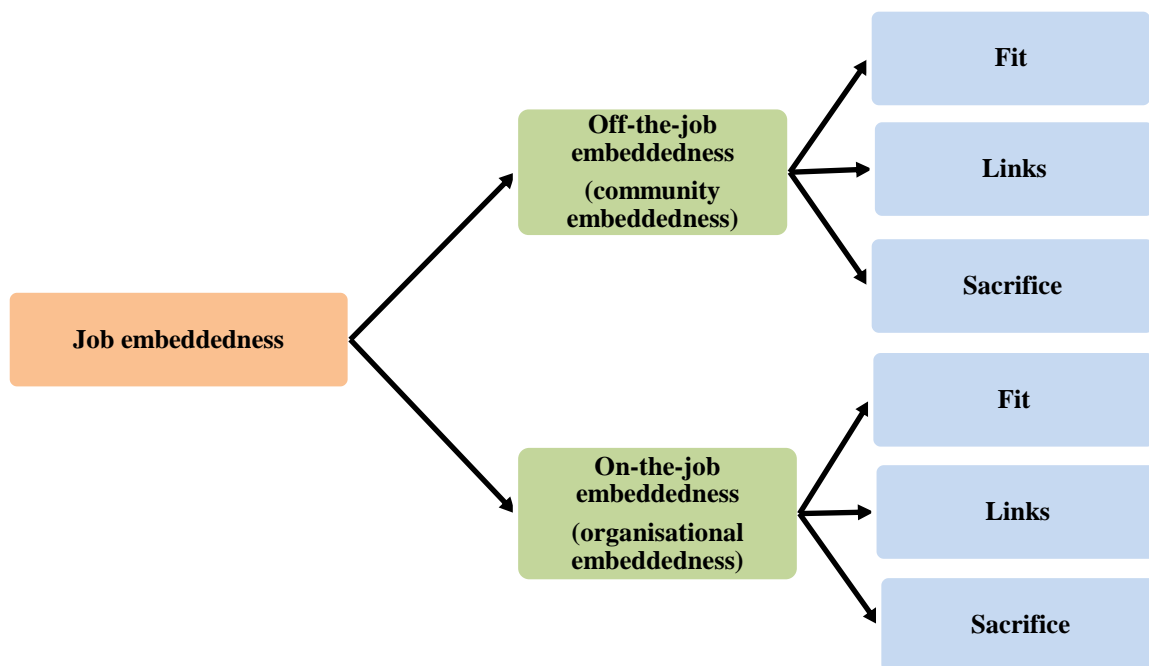 Fit
Off-the-job
embeddedness
(community
embeddedness)
Links
Sacrifice
Job embeddedness
Fit
On-the-job
embeddedness
(organisational
embeddedness)
Links
Sacrifice